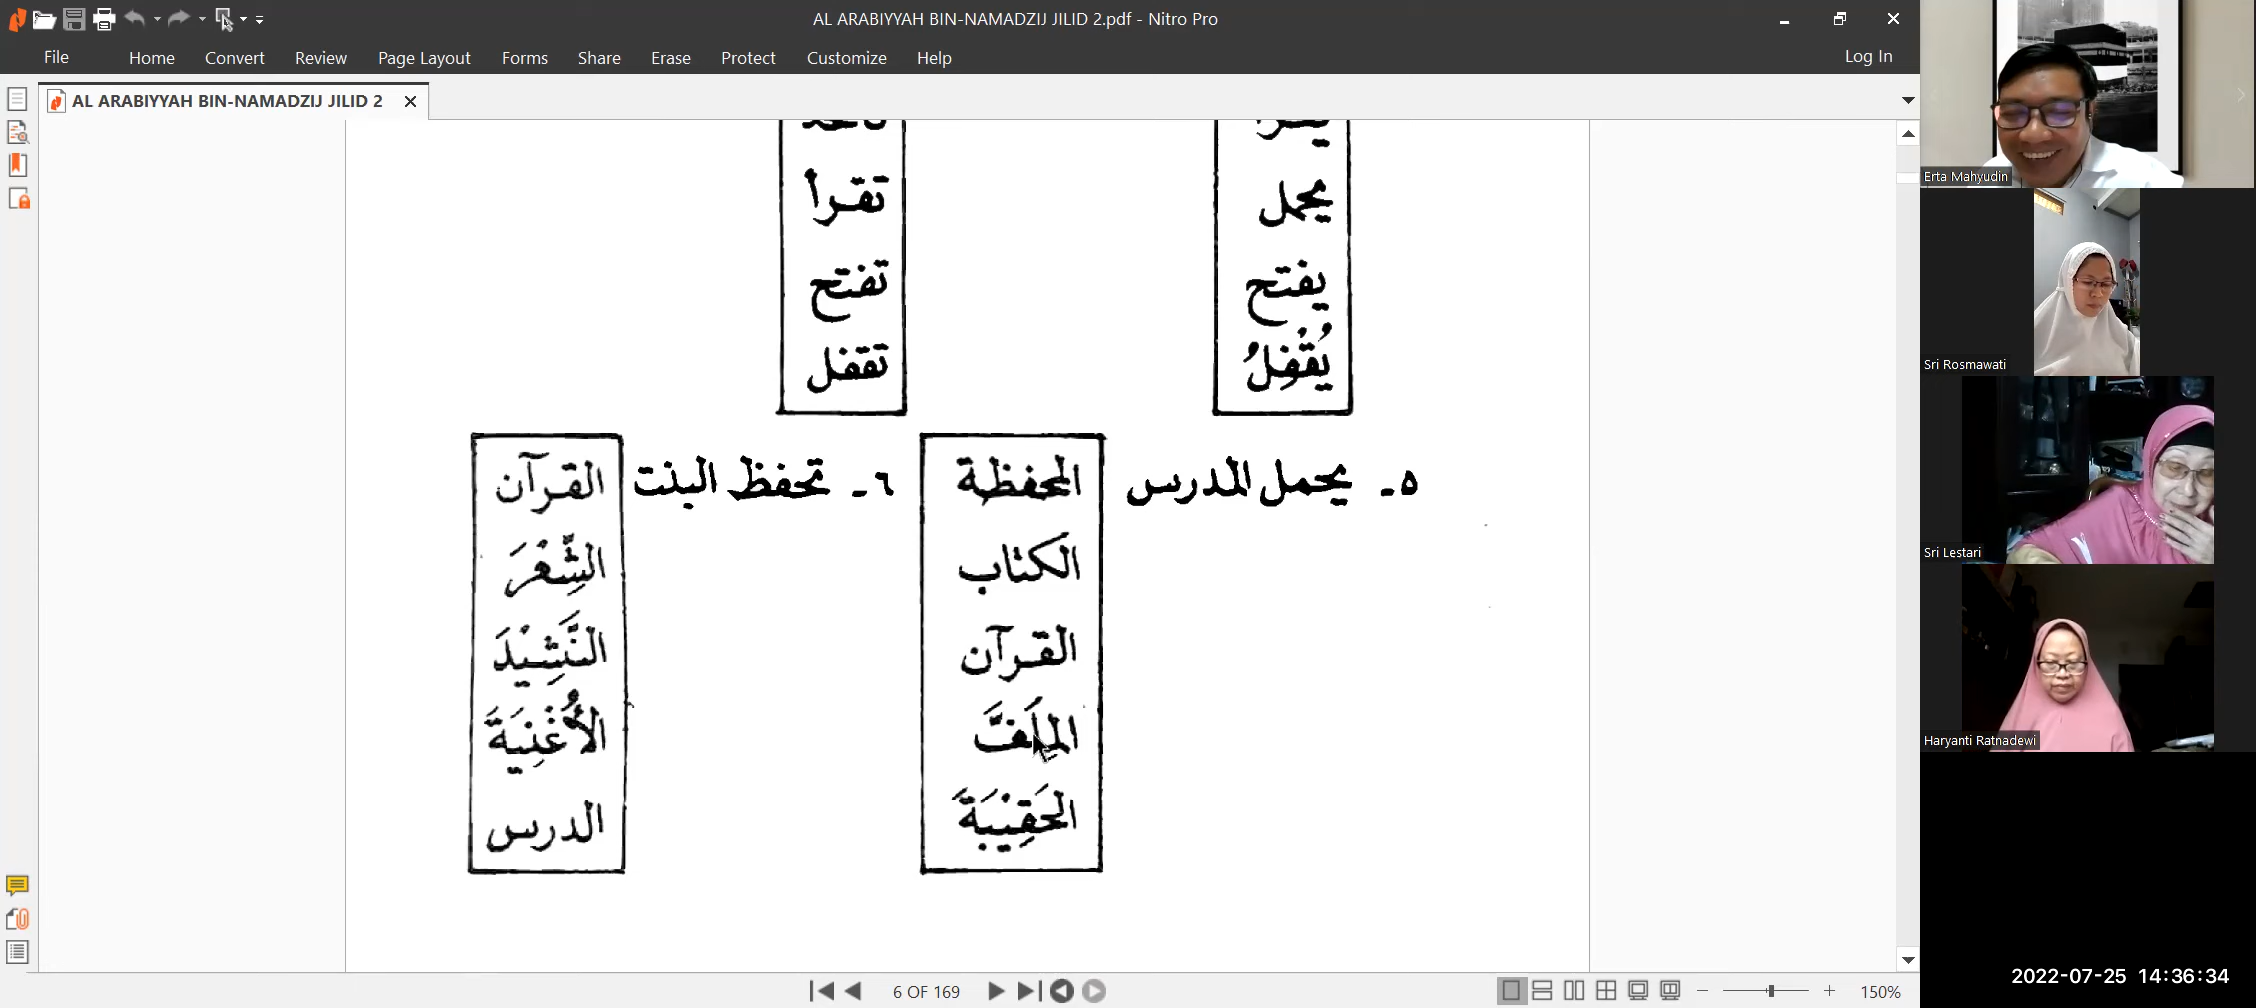 AL ARABIYYAH BIN-NAMADZIJ JILID 2.pdf - Nitro Pro
File Home Convert Review Page Layout Forms Share Erase Protect Customize Help Log In
AL ARABIYYAH BIN-NAMADZIJ JILID 2
يحمل
تقرأ
يفتح
تفتح
يُقْفِلُ
تقفل
٥- يحمل المدرس
المحفظة
الكتاب
القرآن
المِلَفَّ
الحَقِيْبَةَ
٦- تحفظ البنت
القرآن
الشِّعْرَ
النَّشِيْدَ
الأُغْنِيَةَ
الدرس
6 OF 169
150%
Erta Mahyudin
Sri Rosmawati
Sri Lestari
Haryanti Ratnadewi
2022-07-25 14:36:34